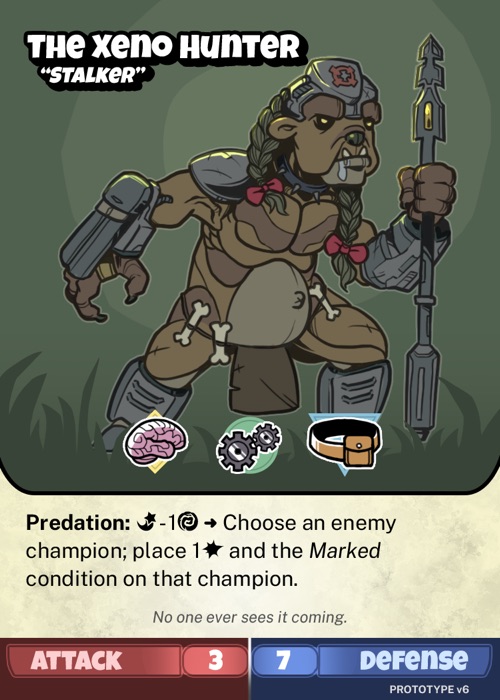 The Xeno Hunter
“Stalker”
Predation: -1 ➜ Choose an enemy
champion; place 1 and the Marked
condition on that champion.
No one ever sees it coming.
ATTACK 3 7 DEFENSE
PROTOTYPE v6